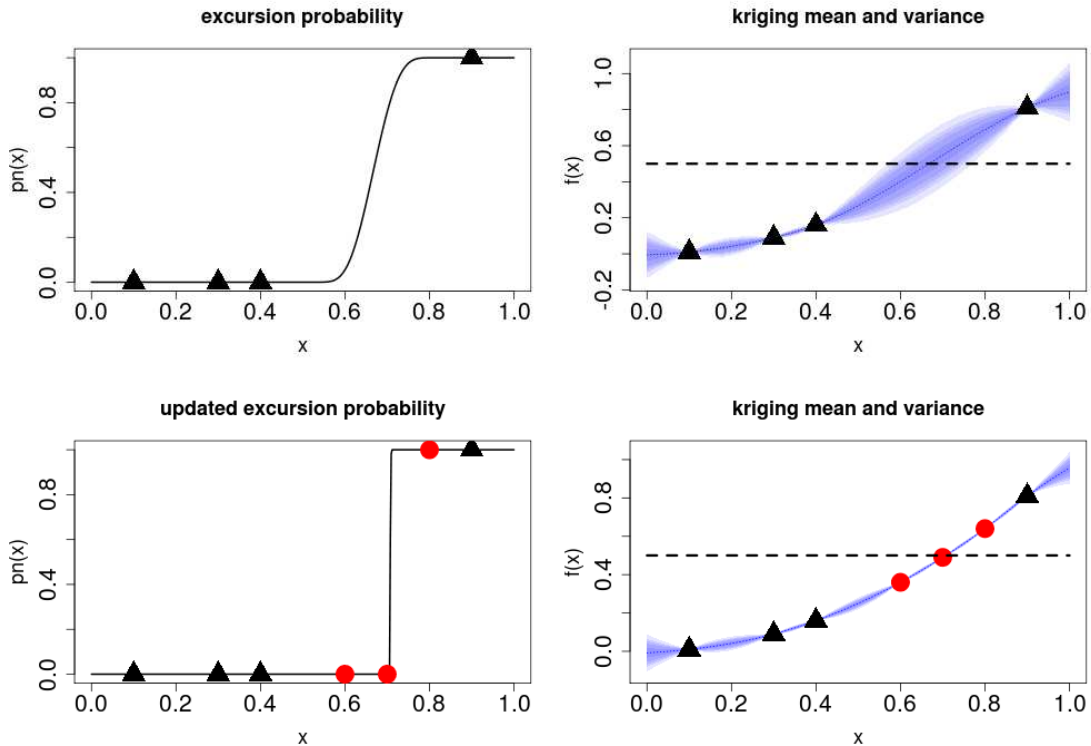 excursion probability
pn(x)
0.8
0.4
0.0
0.0 0.2 0.4 0.6 0.8 1.0
x
kriging mean and variance
f(x)
1.0
0.6
0.2
-0.2
0.0 0.2 0.4 0.6 0.8 1.0
x
updated excursion probability
pn(x)
0.8
0.4
0.0
0.0 0.2 0.4 0.6 0.8 1.0
x
kriging mean and variance
f(x)
0.8
0.4
0.0
0.0 0.2 0.4 0.6 0.8 1.0
x